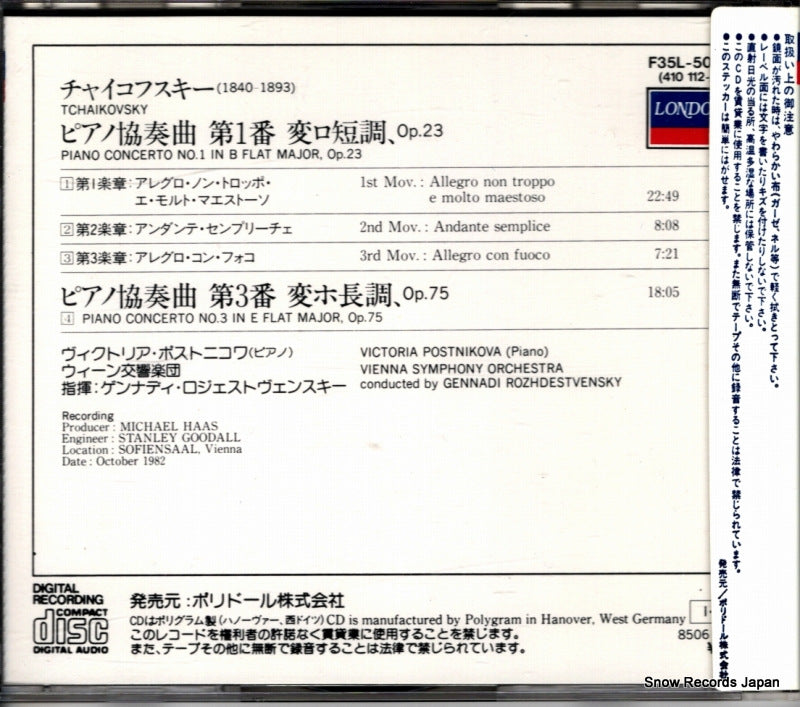 チャイコフスキー(1840-1893)
TCHAIKOVSKY
ピアノ協奏曲 第1番 変ロ短調、Op.23
PIANO CONCERTO NO.1 IN B FLAT MAJOR, Op.23
1 第1楽章:アレグロ・ノン・トロッポ・
エ・モルト・マエストーソ
1st Mov. : Allegro non troppo
e molto maestoso 22:49
2 第2楽章:アンダンテ・センプリーチェ 2nd Mov. : Andante semplice 8:08
3 第3楽章:アレグロ・コン・フォコ 3rd Mov. : Allegro con fuoco 7:21
ピアノ協奏曲 第3番 変ホ長調、Op.75 18:05
4 PIANO CONCERTO NO.3 IN E FLAT MAJOR, Op.75
ヴィクトリア・ポストニコワ(ピアノ) VICTORIA POSTNIKOVA (Piano)
ウィーン交響楽団 VIENNA SYMPHONY ORCHESTRA
指揮:ゲンナディ・ロジェストヴェンスキー conducted by GENNADI ROZHDESTVENSKY
Recording
Producer : MICHAEL HAAS
Engineer : STANLEY GOODALL
Location : SOFIENSAAL, Vienna
Date : October 1982
F35L-50
(410 112-
LONDO
DIGITAL
RECORDING
COMPACT
disc
DIGITAL AUDIO
発売元:ポリドール株式会社
CDはポリグラム製(ハノーヴァー、西ドイツ) CD is manufactured by Polygram in Hanover, West Germany
このレコードを権利者の許諾なく賃貸業に使用することを禁じます。
また、テープその他に無断で録音することは法律で禁じられています。
8506
取扱い上の御注意
●鏡面が汚れた時は、やわらかい布(ガーゼ、ネル等)で軽く拭きとって下さい。
●レーベル面には文字を書いたりキズを付けたりしないで下さい。
●直射日光の当る所、高温多湿な場所には保管しないで下さい。
●このCDを賃貸業に使用することを禁じます。また無断でテープその他に録音することは法律で禁じられています。
●このステッカーは簡単にはがせます。
発売元/ポリドール株式会社
Snow Records Japan